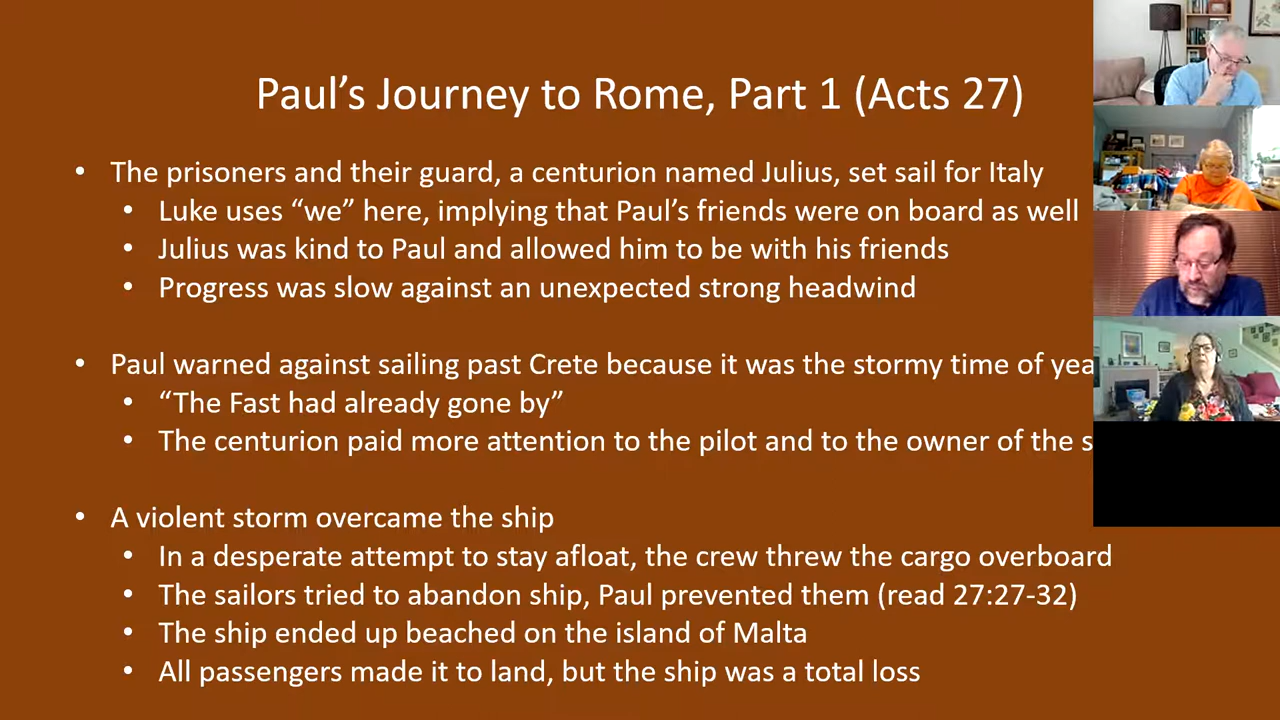 Paul’s Journey to Rome, Part 1 (Acts 27)
• The prisoners and their guard, a centurion named Julius, set sail for Italy
• Luke uses “we” here, implying that Paul’s friends were on board as well
• Julius was kind to Paul and allowed him to be with his friends
• Progress was slow against an unexpected strong headwind
• Paul warned against sailing past Crete because it was the stormy time of
• “The Fast had already gone by”
• The centurion paid more attention to the pilot and to the owner of the
• A violent storm overcame the ship
• In a desperate attempt to stay afloat, the crew threw the cargo overboard
• The sailors tried to abandon ship, Paul prevented them (read 27:27-32)
• The ship ended up beached on the island of Malta
• All passengers made it to land, but the ship was a total loss